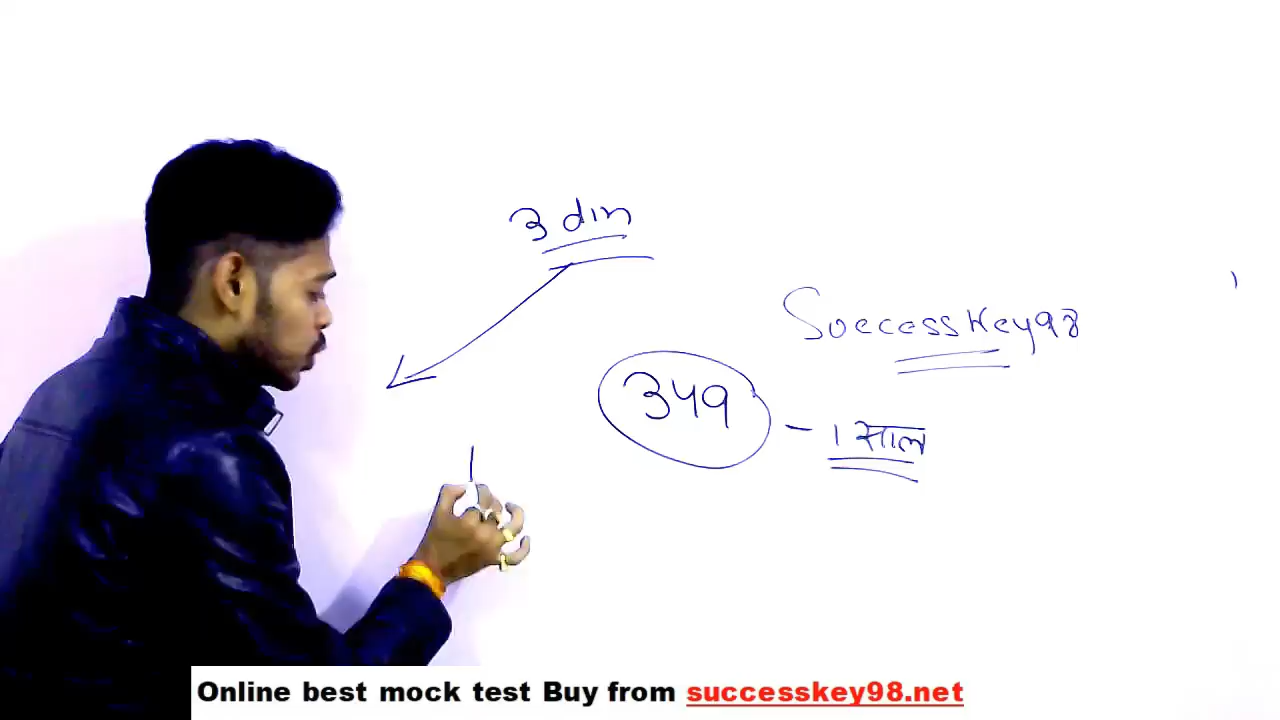 3 din
SuccessKey98
349 - 1 साल
Online best mock test Buy from successkey98.net